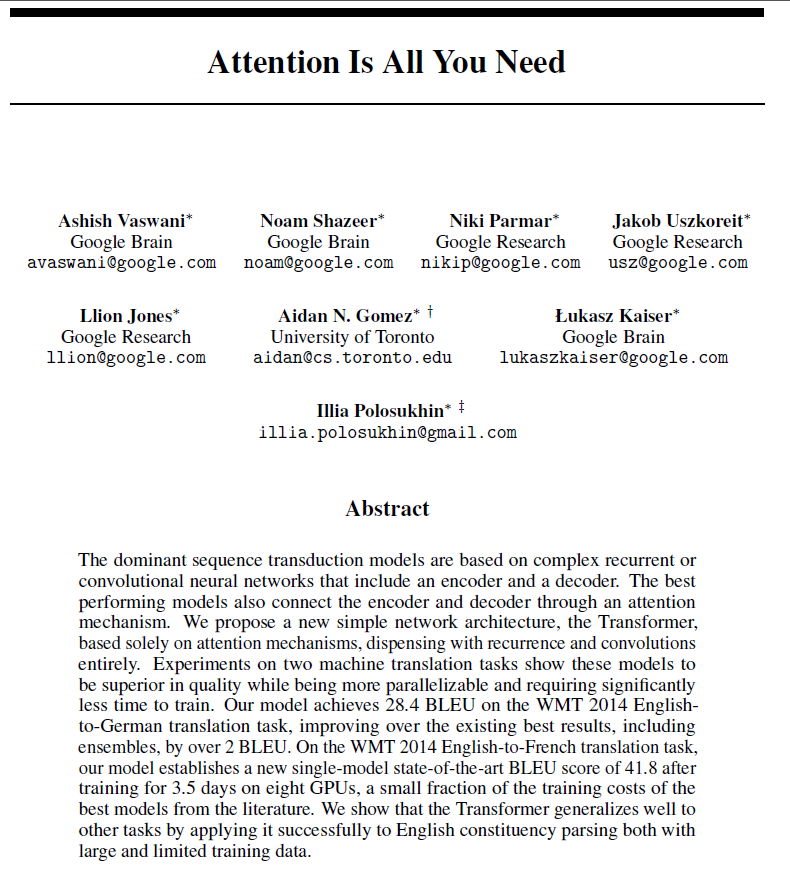 Attention Is All You Need
Ashish Vaswani* Noam Shazeer* Niki Parmar* Jakob Uszkoreit*
Google Brain Google Brain Google Research Google Research
avaswani@google.com noam@google.com nikip@google.com usz@google.com
Llion Jones* Aidan N. Gomez* † Łukasz Kaiser*
Google Research University of Toronto Google Brain
llion@google.com aidan@cs.toronto.edu lukaszkaiser@google.com
Illia Polosukhin* ‡
illia.polosukhin@gmail.com
Abstract
The dominant sequence transduction models are based on complex recurrent or
convolutional neural networks that include an encoder and a decoder. The best
performing models also connect the encoder and decoder through an attention
mechanism. We propose a new simple network architecture, the Transformer,
based solely on attention mechanisms, dispensing with recurrence and convolutions
entirely. Experiments on two machine translation tasks show these models to
be superior in quality while being more parallelizable and requiring significantly
less time to train. Our model achieves 28.4 BLEU on the WMT 2014 English-
to-German translation task, improving over the existing best results, including
ensembles, by over 2 BLEU. On the WMT 2014 English-to-French translation task,
our model establishes a new single-model state-of-the-art BLEU score of 41.8 after
training for 3.5 days on eight GPUs, a small fraction of the training costs of the
best models from the literature. We show that the Transformer generalizes well to
other tasks by applying it successfully to English constituency parsing both with
large and limited training data.